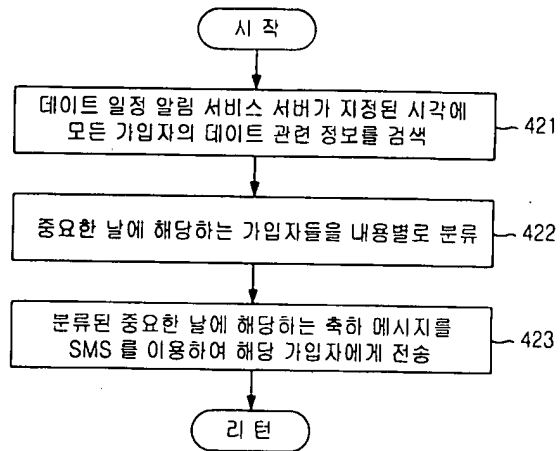 시 작
데이트 일정 알림 서비스 서버가 지정된 시각에
모든 가입자의 데이트 관련 정보를 검색
421
중요한 날에 해당하는 가입자들을 내용별로 분류
422
분류된 중요한 날에 해당하는 축하 메시지를
SMS 를 이용하여 해당 가입자에게 전송
423
리 턴